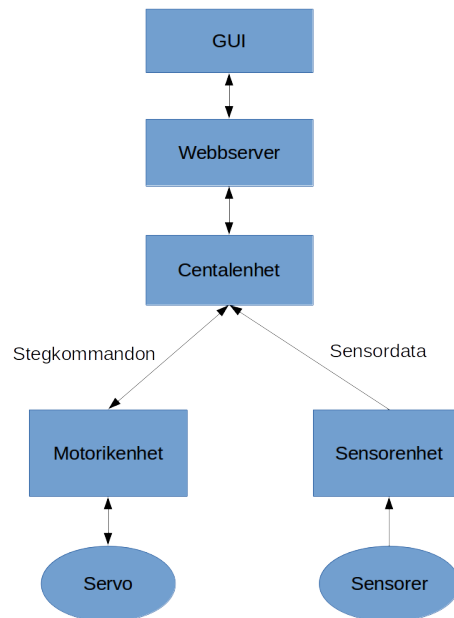 GUI
Webbserver
Centalenhet
Stegkommandon
Sensordata
Motorikenhet
Sensorenhet
Servo
Sensorer